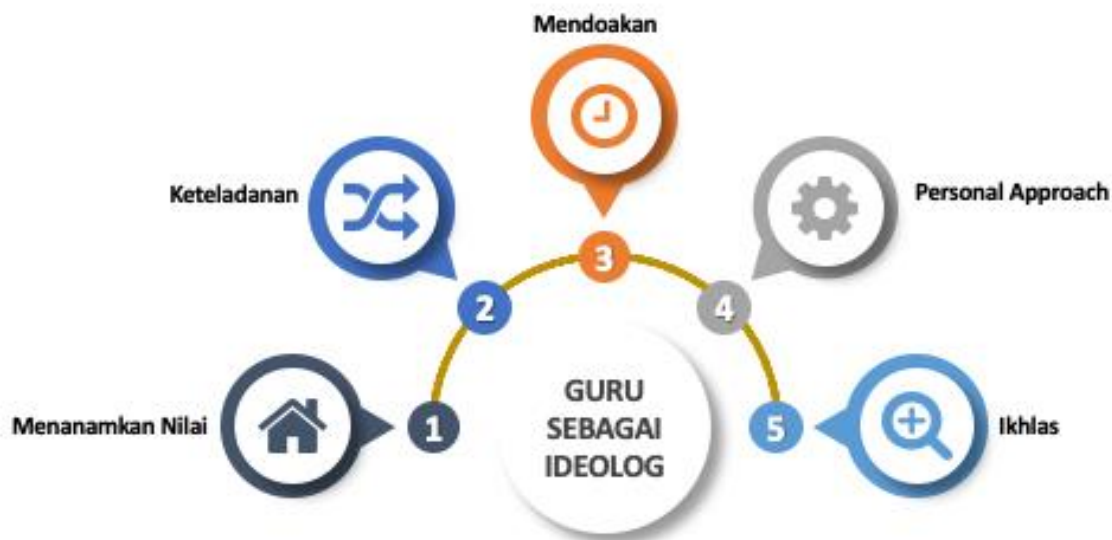 Mendoakan
3
Keteladanan
2
Personal Approach
4
Menanamkan Nilai
1
GURU
SEBAGAI
IDEOLOG
5
Ikhlas